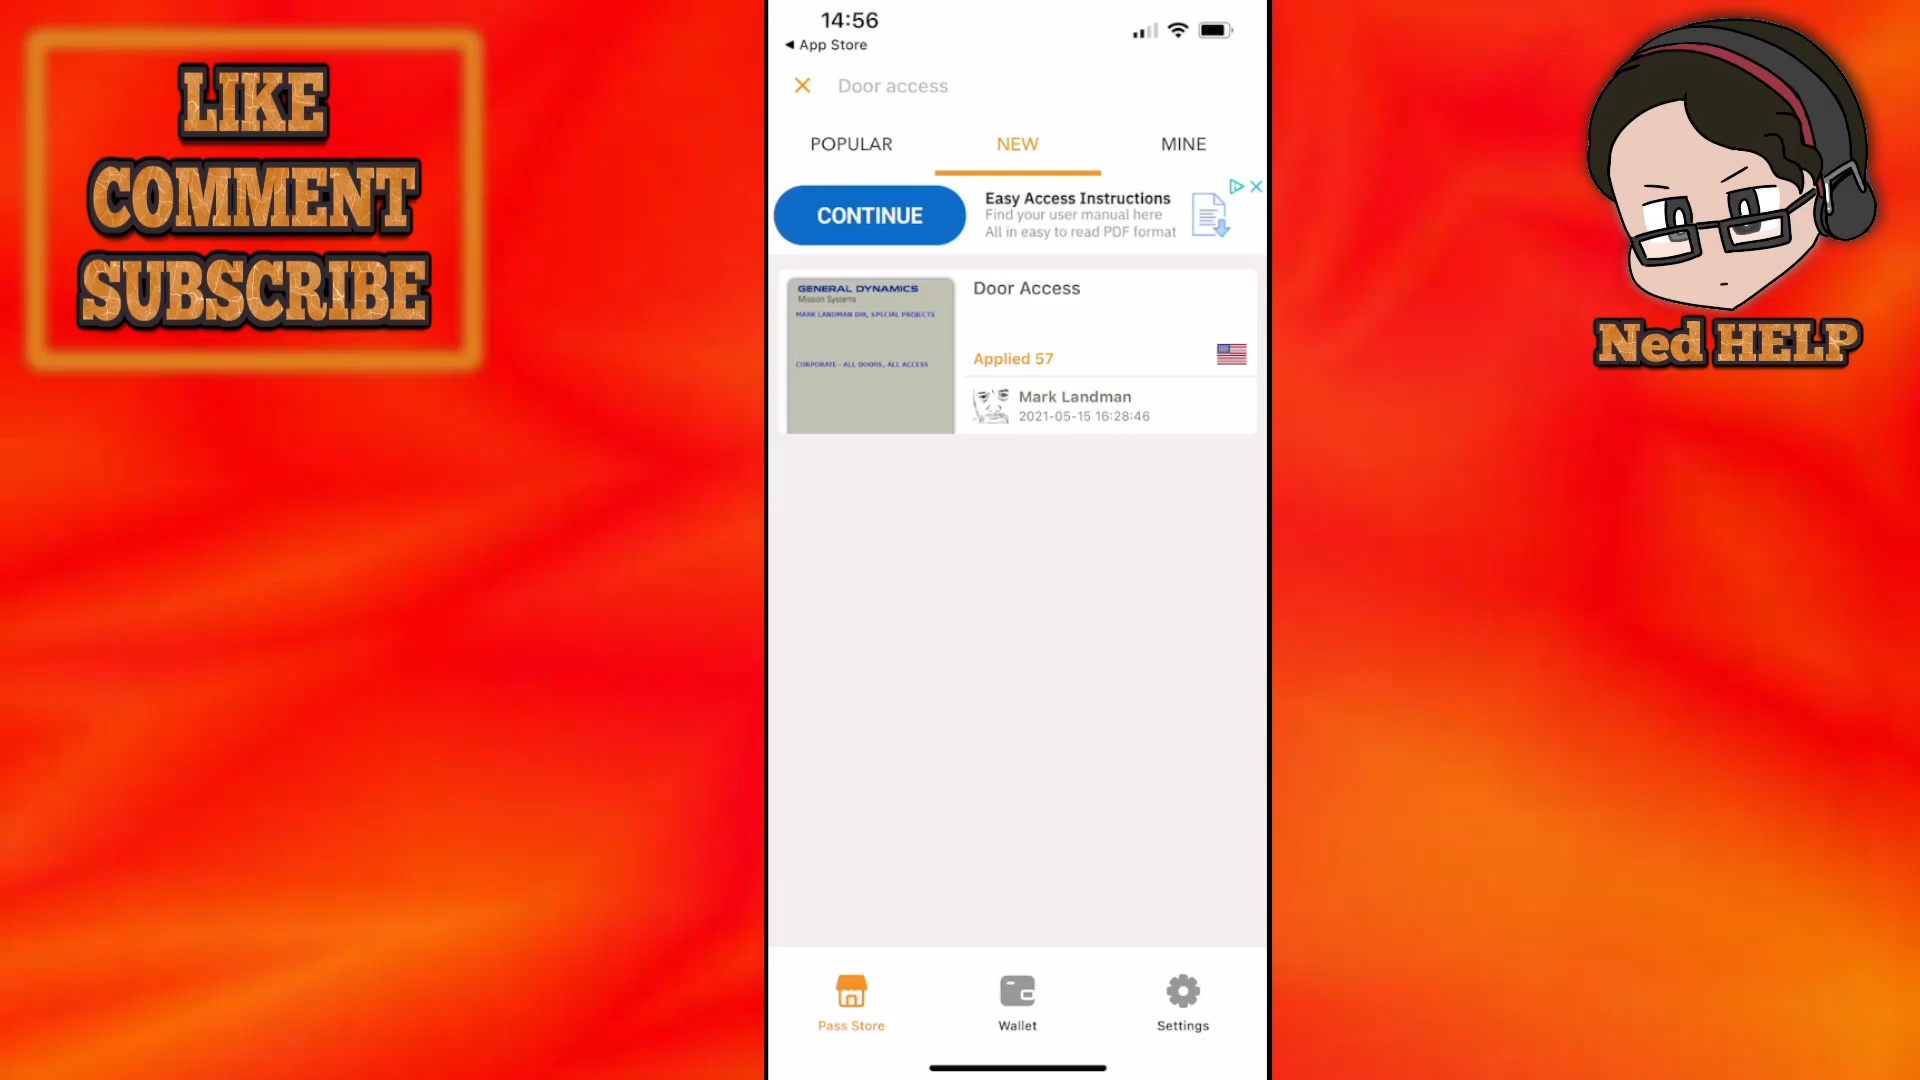 LIKE
COMMENT
SUBSCRIBE
14:56
App Store
Door access
POPULAR
NEW
MINE
CONTINUE
Easy Access Instructions
Find your user manual here
All in easy to read PDF format
GENERAL DYNAMICS
Mission Systems
MARK LANDMAN DIR, SPECIAL PROJECTS
CORPORATE - ALL DOORS, ALL ACCESS
Door Access
Applied 57
Mark Landman
2021-05-15 16:28:46
Pass Store
Wallet
Settings
Ned HELP